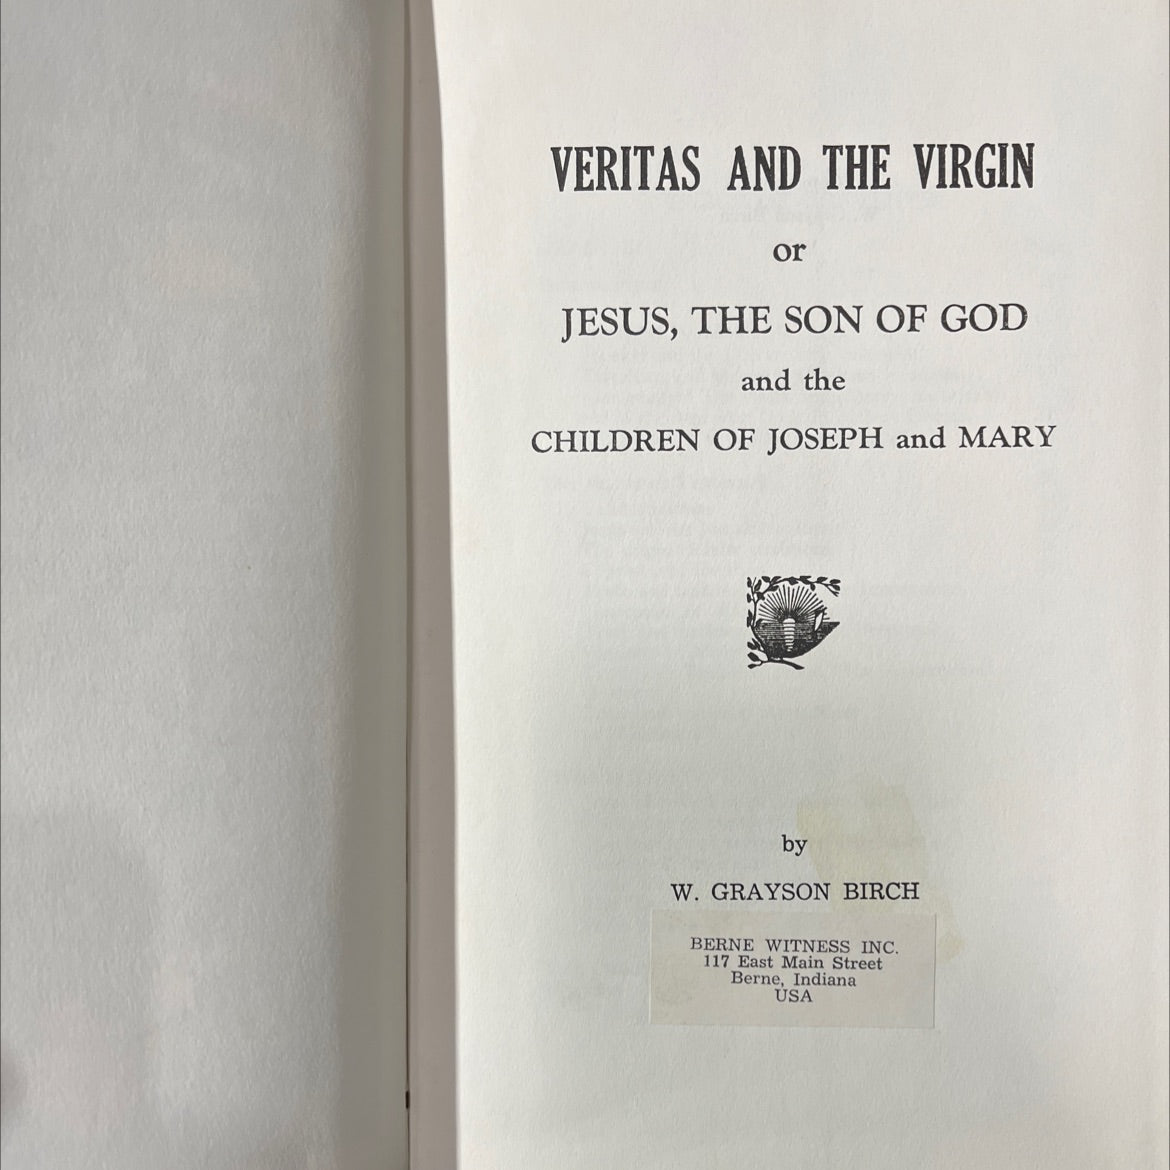 VERITAS AND THE VIRGIN
or
JESUS, THE SON OF GOD
and the
CHILDREN OF JOSEPH and MARY
by
W. GRAYSON BIRCH
BERNE WITNESS INC.
117 East Main Street
Berne, Indiana
USA